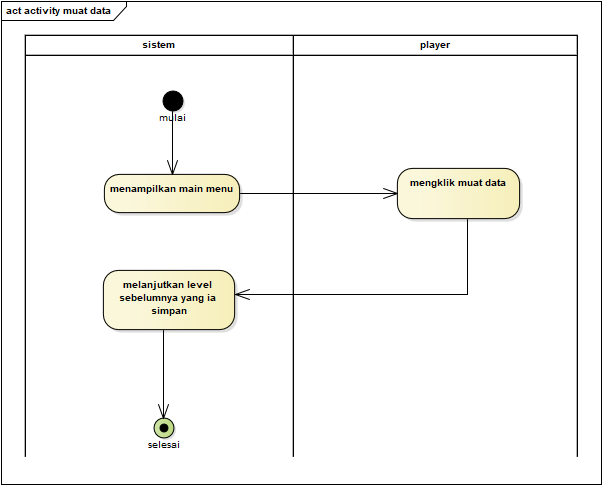 act activity muat data
sistem
player
mulai
menampilkan main menu
mengklik muat data
melanjutkan level
sebelumnya yang ia
simpan
selesai